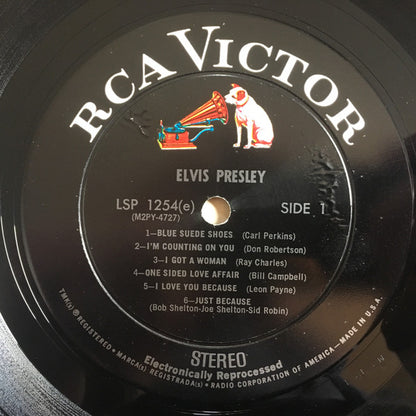 RCA VICTOR
ELVIS PRESLEY
LSP 1254(e) SIDE 1
(M2PY-4727)
1—BLUE SUEDE SHOES (Carl Perkins)
2—I'M COUNTING ON YOU (Don Robertson)
3—I GOT A WOMAN (Ray Charles)
4—ONE SIDED LOVE AFFAIR (Bill Campbell)
5—I LOVE YOU BECAUSE (Leon Payne)
6—JUST BECAUSE
(Bob Shelton-Joe Shelton-Sid Robin)
STEREO
Electronically Reprocessed
TMK(s) ® REGISTERED • MARCA(s) REGISTRADA(s) • RADIO CORPORATION OF AMERICA—MADE IN U.S.A.